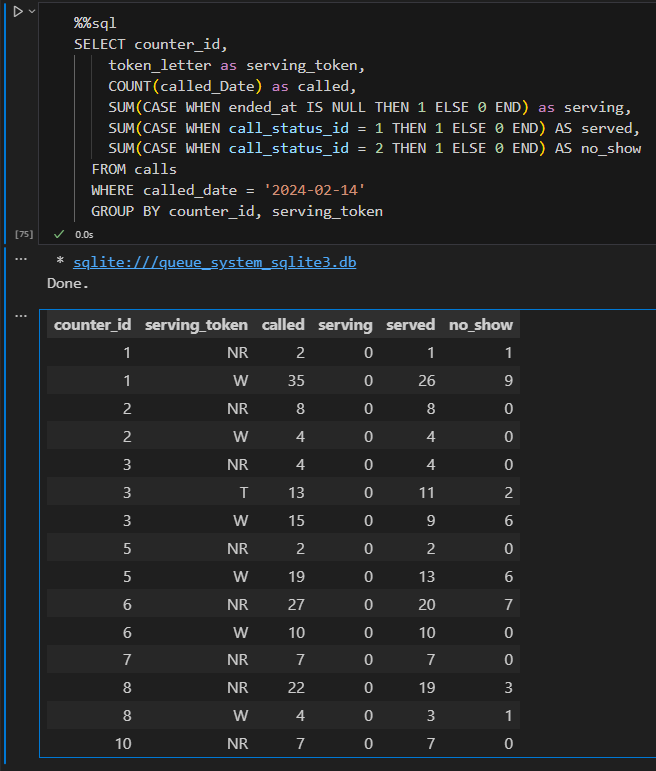 %%sql
SELECT counter_id,
token_letter as serving_token,
COUNT(called_Date) as called,
SUM(CASE WHEN ended_at IS NULL THEN 1 ELSE 0 END) as serving,
SUM(CASE WHEN call_status_id = 1 THEN 1 ELSE 0 END) AS served,
SUM(CASE WHEN call_status_id = 2 THEN 1 ELSE 0 END) AS no_show
FROM calls
WHERE called_date = '2024-02-14'
GROUP BY counter_id, serving_token
[75] 0.0s
... * sqlite:///queue_system_sqlite3.db
Done.
...
counter_id serving_token called serving served no_show
1 NR 2 0 1 1
1 W 35 0 26 9
2 NR 8 0 8 0
2 W 4 0 4 0
3 NR 4 0 4 0
3 T 13 0 11 2
3 W 15 0 9 6
5 NR 2 0 2 0
5 W 19 0 13 6
6 NR 27 0 20 7
6 W 10 0 10 0
7 NR 7 0 7 0
8 NR 22 0 19 3
8 W 4 0 3 1
10 NR 7 0 7 0